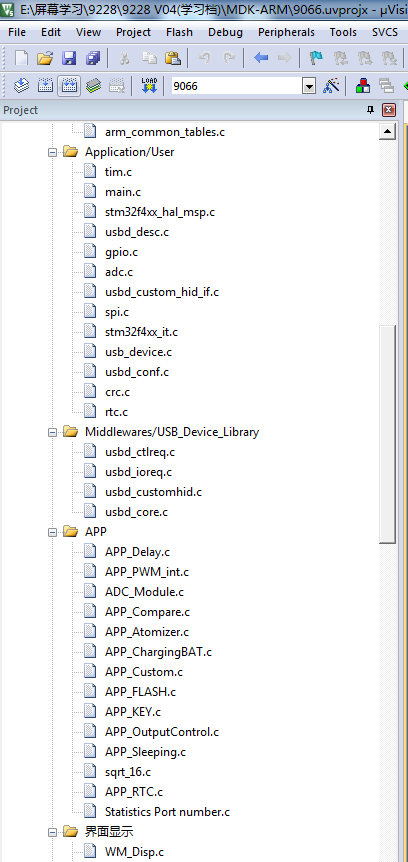 E:\屏幕学习\9228\9228 V04(学习档)\MDK-ARM\9066.uvprojx - µVisi
File Edit View Project Flash Debug Peripherals Tools SVCS
LOAD 9066
Project
arm_common_tables.c
Application/User
tim.c
main.c
stm32f4xx_hal_msp.c
usbd_desc.c
gpio.c
adc.c
usbd_custom_hid_if.c
spi.c
stm32f4xx_it.c
usb_device.c
usbd_conf.c
crc.c
rtc.c
Middlewares/USB_Device_Library
usbd_ctlreq.c
usbd_ioreq.c
usbd_customhid.c
usbd_core.c
APP
APP_Delay.c
APP_PWM_int.c
ADC_Module.c
APP_Compare.c
APP_Atomizer.c
APP_ChargingBAT.c
APP_Custom.c
APP_FLASH.c
APP_KEY.c
APP_OutputControl.c
APP_Sleeping.c
sqrt_16.c
APP_RTC.c
Statistics Port number.c
界面显示
WM_Disp.c